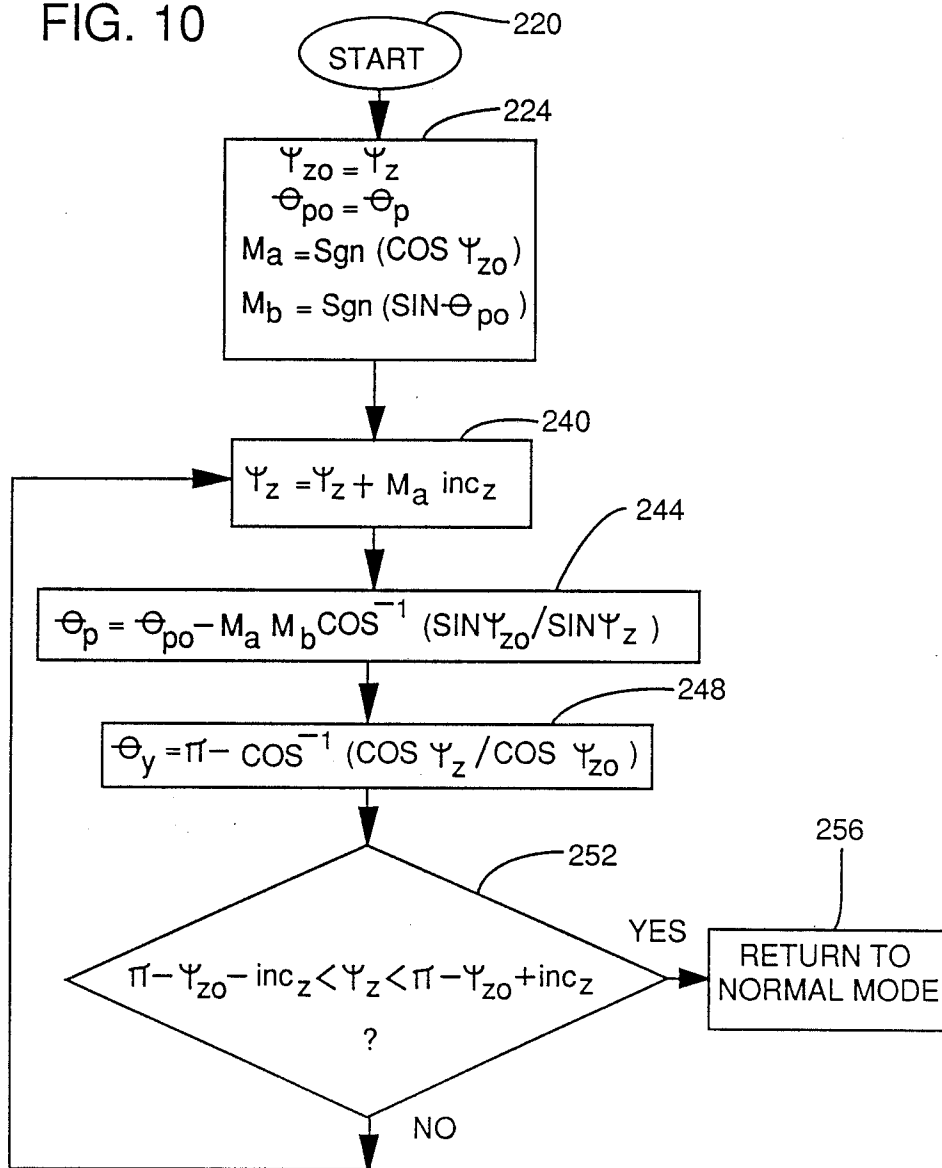 FIG. 10
220
START
224
Ψzo = Ψz
Θpo = Θp
Ma = Sgn (COS Ψzo)
Mb = Sgn (SIN Θpo)
240
Ψz = Ψz + Ma incz
244
Θp = Θpo - Ma Mb COS⁻¹ (SINΨzo/SINΨz)
248
Θy = π - COS⁻¹ (COS Ψz /COS Ψzo)
252
π - Ψzo - incz < Ψz < π - Ψzo + incz
?
YES
256
RETURN TO
NORMAL MODE
NO